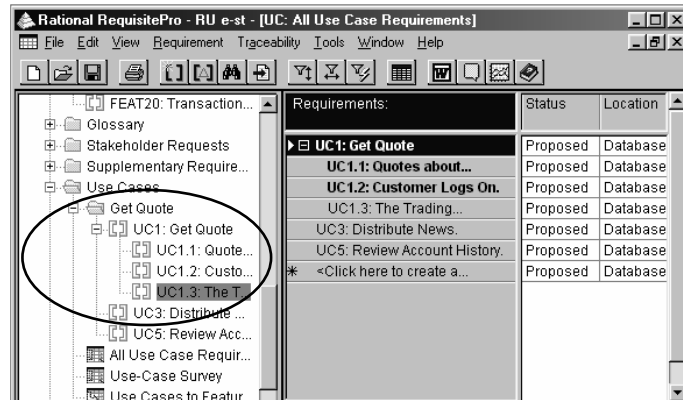 Rational RequisitePro - RU e-st - [UC: All Use Case Requirements]
File Edit View Requirement Traceability Tools Window Help
FEAT20: Transaction...
Glossary
Stakeholder Requests
Supplementary Require...
Use Cases
Get Quote
UC1: Get Quote
UC1.1: Quote...
UC1.2: Custo...
UC1.3: The T...
UC3: Distribute ...
UC5: Review Acc...
All Use Case Requir...
Use-Case Survey
Use Cases to Featur
Requirements: Status Location
UC1: Get Quote Proposed Database
UC1.1: Quotes about... Proposed Database
UC1.2: Customer Logs On. Proposed Database
UC1.3: The Trading... Proposed Database
UC3: Distribute News. Proposed Database
UC5: Review Account History. Proposed Database
* <Click here to create a... Proposed Database